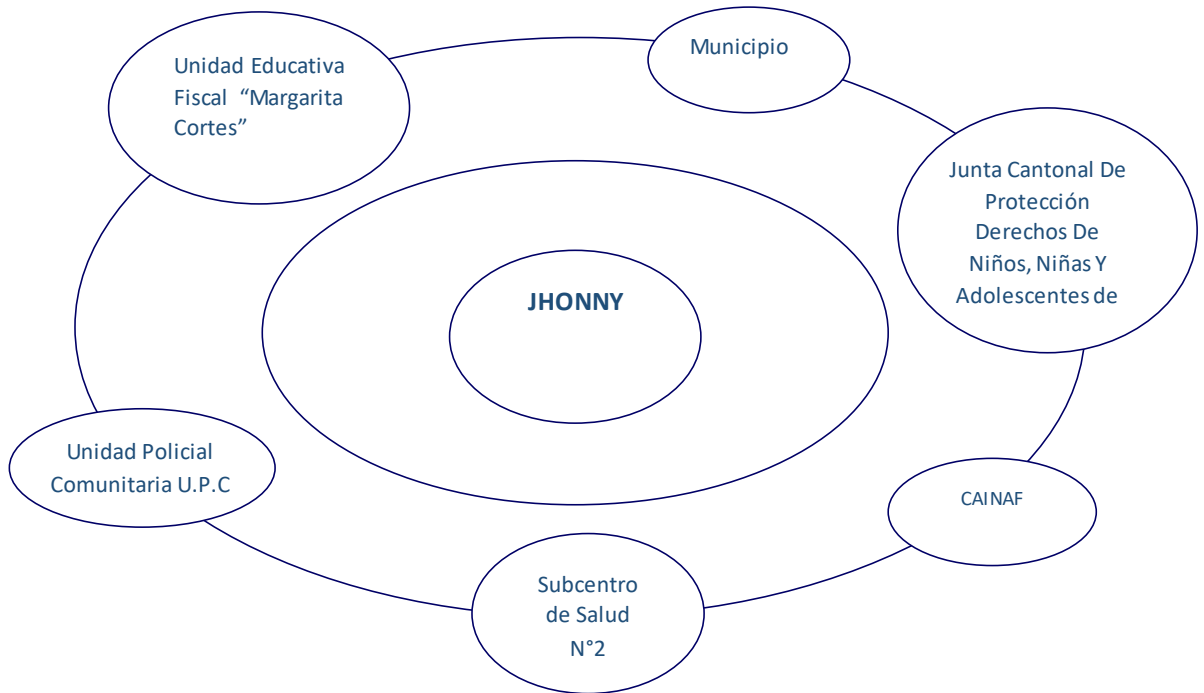 Unidad Educativa
Fiscal “Margarita
Cortes”
Municipio
Junta Cantonal De
Protección
Derechos De
Niños, Niñas Y
Adolescentes de
JHONNY
Unidad Policial
Comunitaria U.P.C
CAINAF
Subcentro
de Salud
N°2